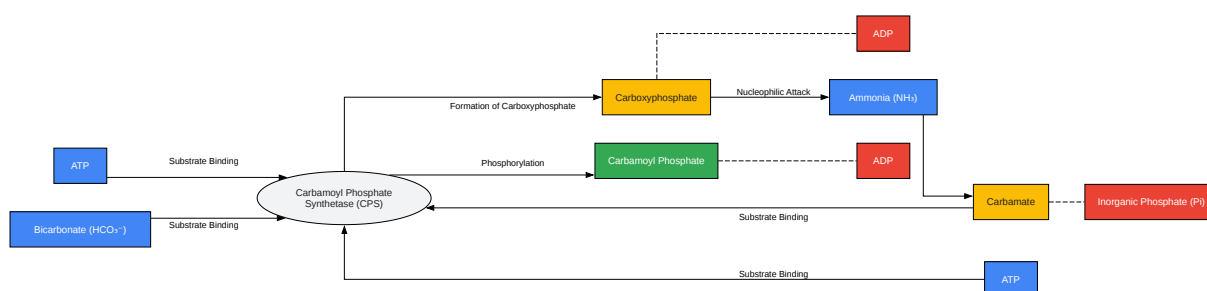 ADP
Carboxyphosphate
Nucleophilic Attack
Ammonia (NH₃)
Formation of Carboxyphosphate
ATP
Substrate Binding
Phosphorylation
Carbamoyl Phosphate
ADP
Carbamoyl Phosphate
Synthetase (CPS)
Bicarbonate (HCO₃⁻)
Substrate Binding
Substrate Binding
Carbamate
Inorganic Phosphate (Pi)
Substrate Binding
ATP